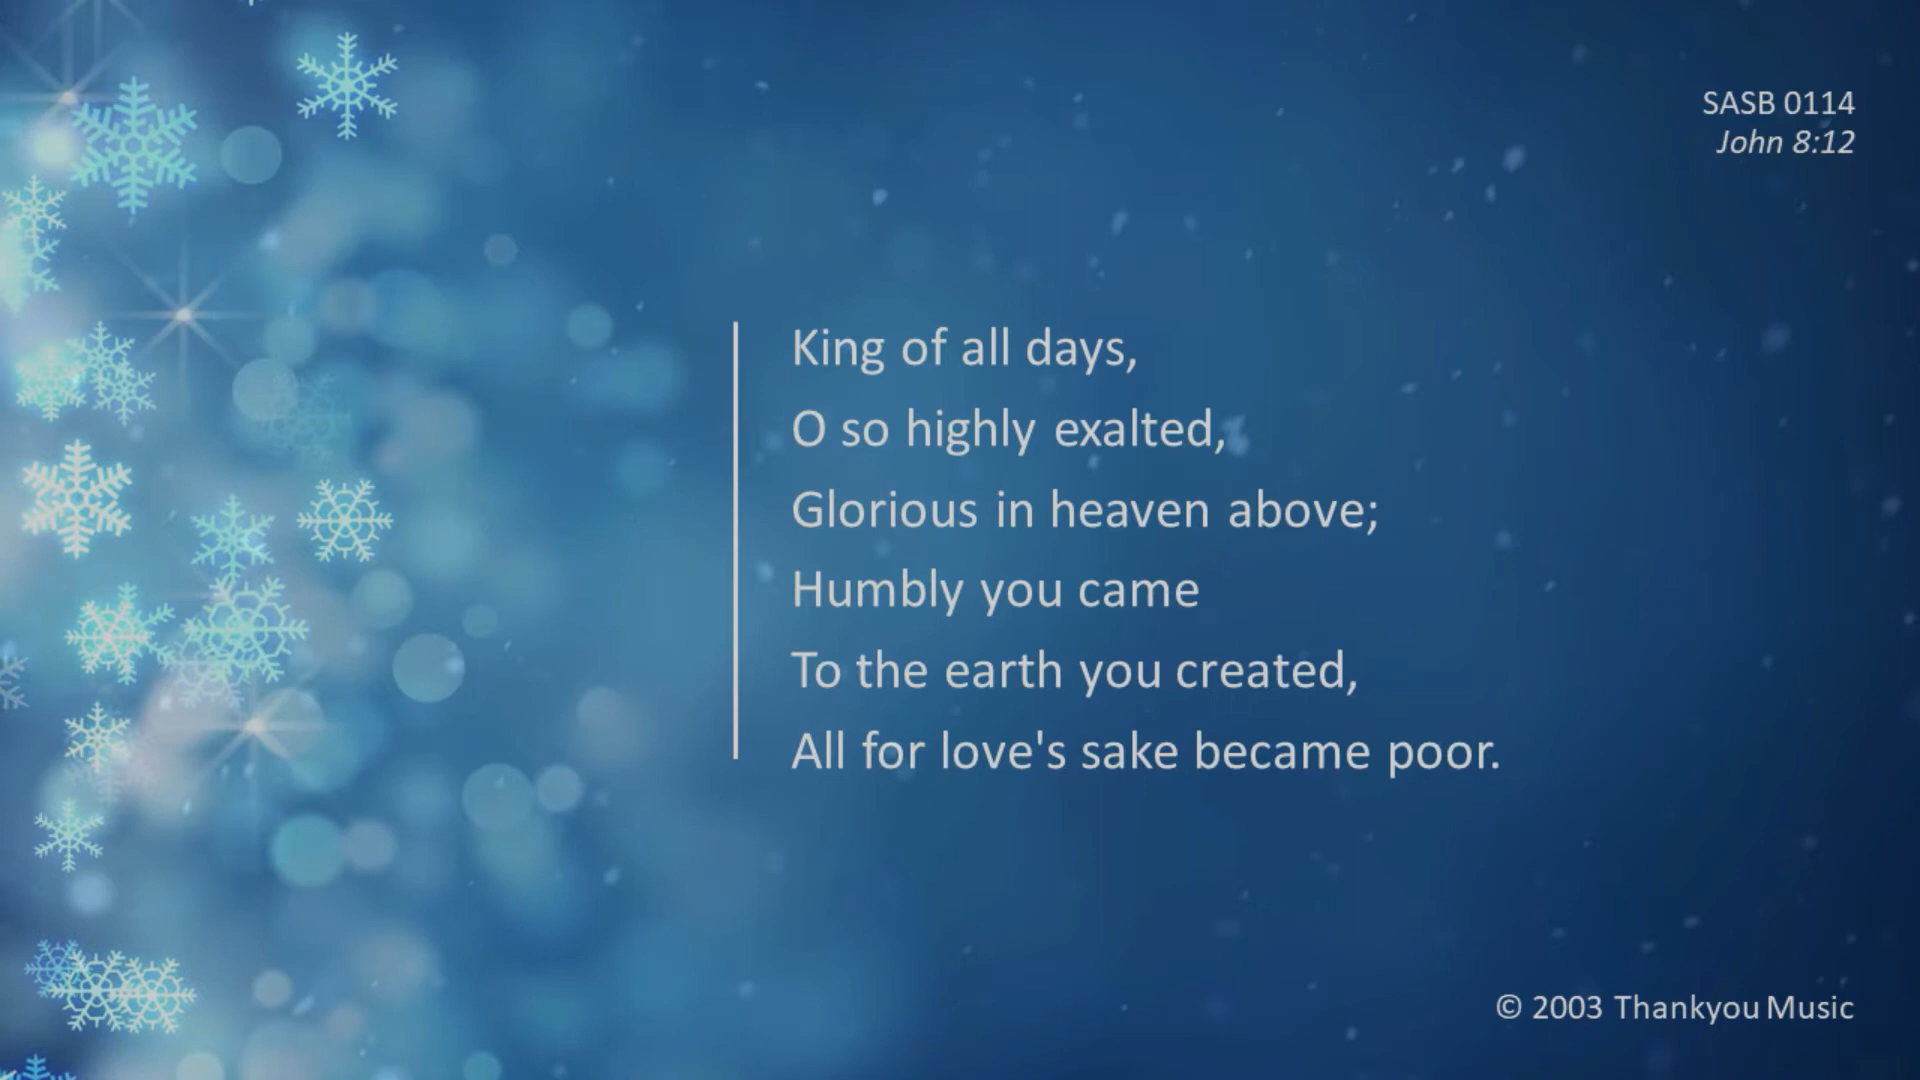 SASB 0114
John 8:12
King of all days,
O so highly exalted,
Glorious in heaven above;
Humbly you came
To the earth you created,
All for love's sake became poor.
© 2003 Thankyou Music